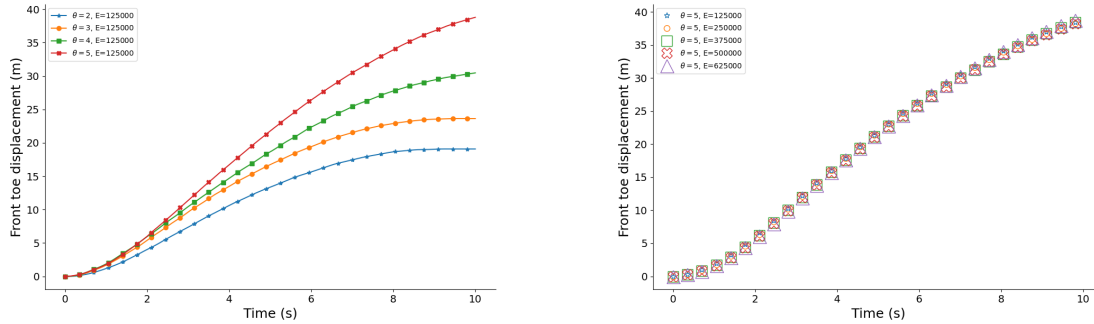 Front toe displacement (m)
40
35
30
25
20
15
10
5
0
θ = 2, E=125000
θ = 3, E=125000
θ = 4, E=125000
θ = 5, E=125000
0 2 4 6 8 10
Time (s)
Front toe displacement (m)
40
35
30
25
20
15
10
5
0
θ = 5, E=125000
θ = 5, E=250000
θ = 5, E=375000
θ = 5, E=500000
θ = 5, E=625000
0 2 4 6 8 10
Time (s)